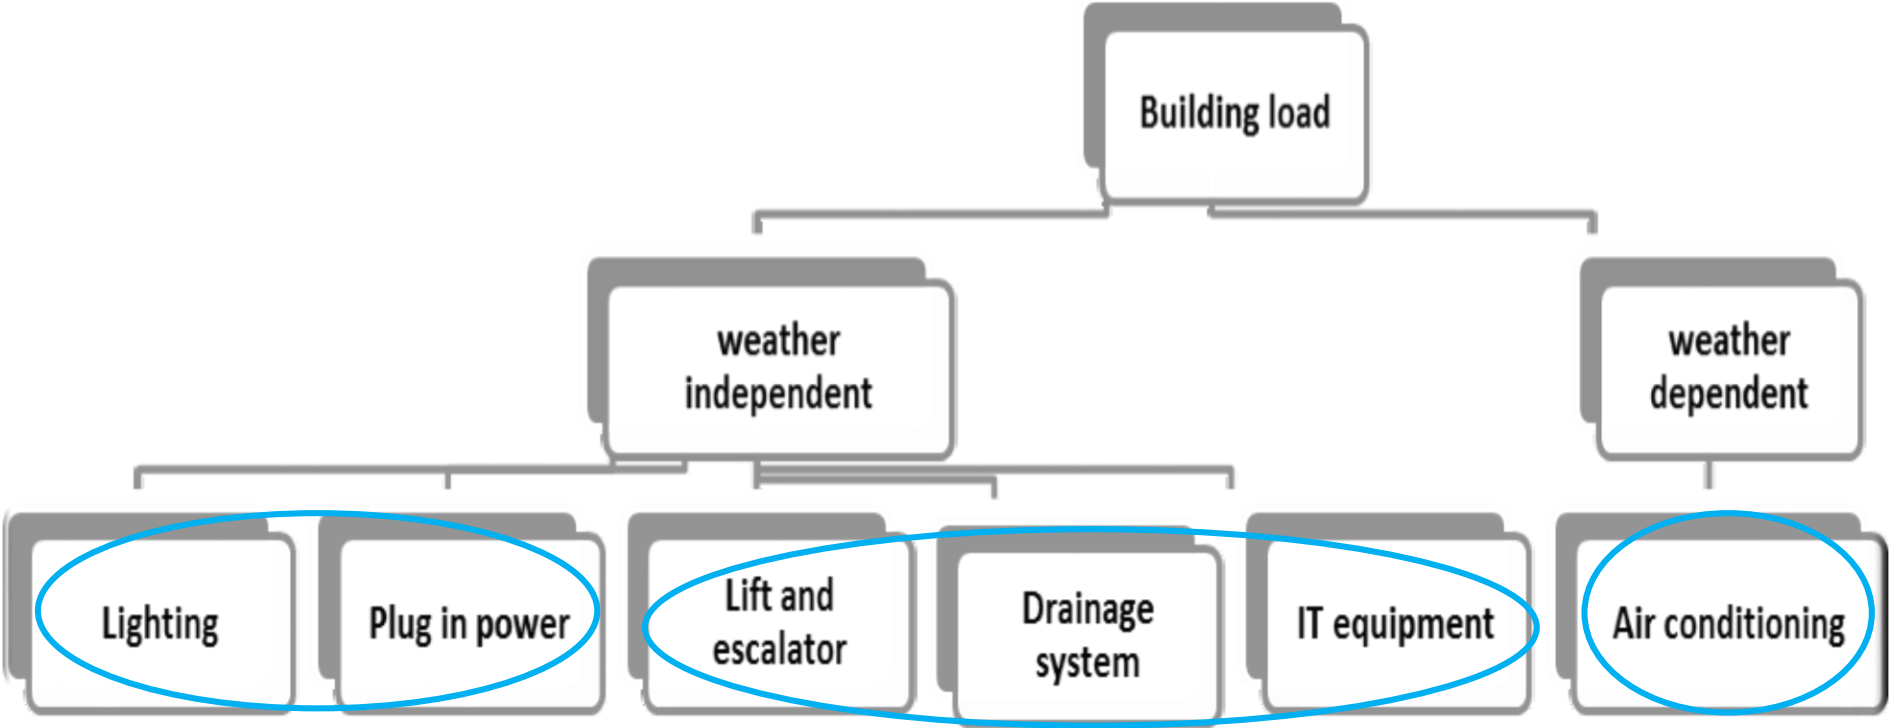 Building load
weather
independent
weather
dependent
Lighting
Plug in power
Lift and
escalator
Drainage
system
IT equipment
Air conditioning